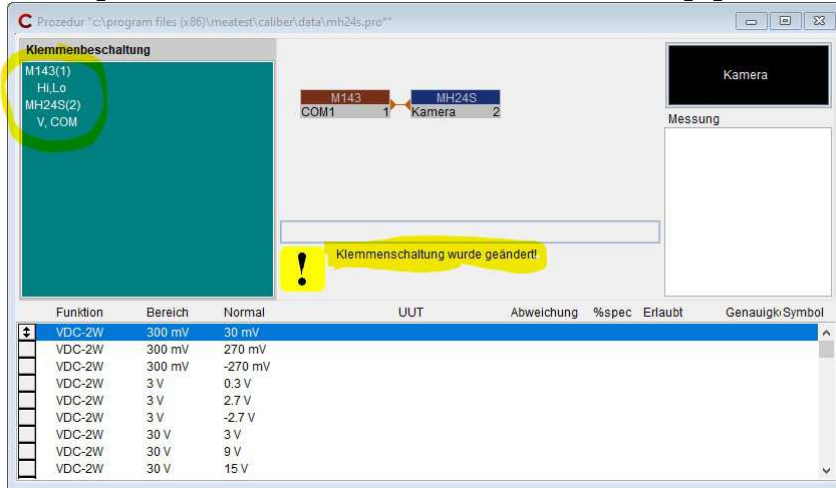 C Prozedur "c:\program files (x86)\meatest\caliber\data\mh24s.pro""
Klemmenbeschaltung
M143(1)
Hi,Lo
MH24S(2)
V, COM
M143 MH24S
COM1 1 Kamera 2
Kamera
Messung
! Klemmenschaltung wurde geändert!
Funktion Bereich Normal UUT Abweichung %spec Erlaubt Genauigk Symbol
VDC-2W 300 mV 30 mV
VDC-2W 300 mV 270 mV
VDC-2W 300 mV -270 mV
VDC-2W 3 V 0.3 V
VDC-2W 3 V 2.7 V
VDC-2W 3 V -2.7 V
VDC-2W 30 V 3 V
VDC-2W 30 V 9 V
VDC-2W 30 V 15 V